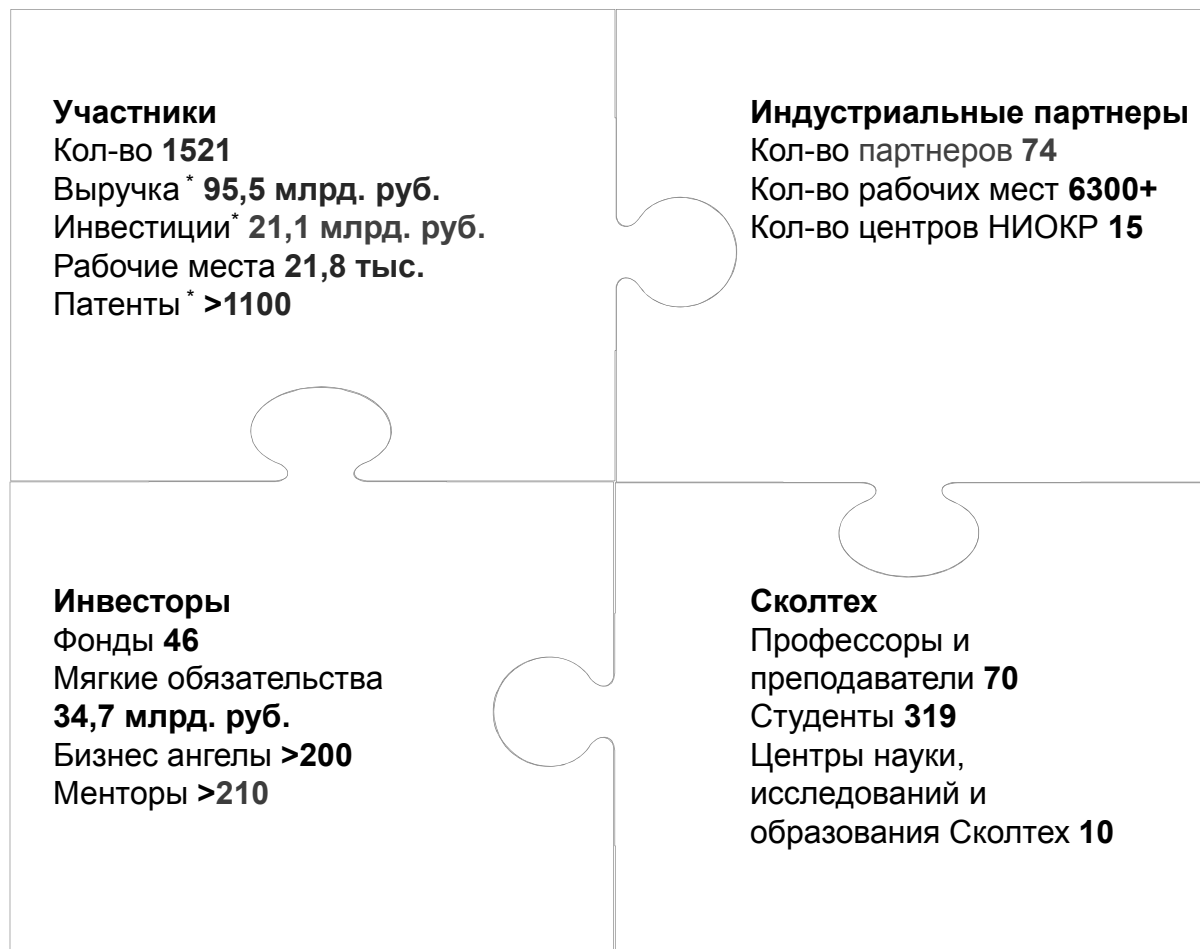 Участники
Кол-во 1521
Выручка * 95,5 млрд. руб.
Инвестиции* 21,1 млрд. руб.
Рабочие места 21,8 тыс.
Патенты * >1100
Индустриальные партнеры
Кол-во партнеров 74
Кол-во рабочих мест 6300+
Кол-во центров НИОКР 15
Инвесторы
Фонды 46
Мягкие обязательства
34,7 млрд. руб.
Бизнес ангелы >200
Менторы >210
Сколтех
Профессоры и
преподаватели 70
Студенты 319
Центры науки,
исследований и
образования Сколтех 10